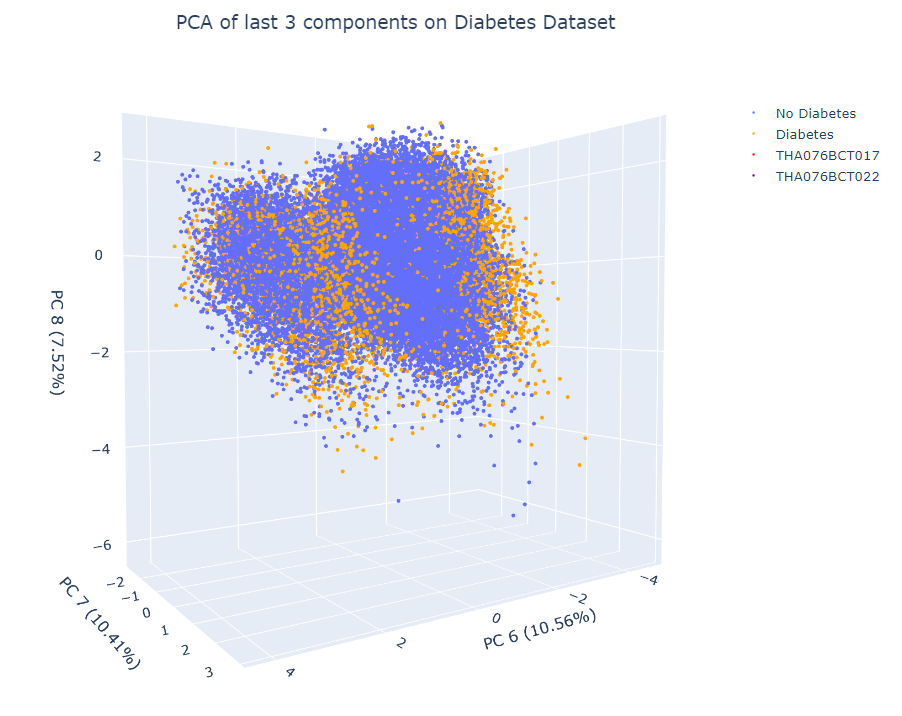 PCA of last 3 components on Diabetes Dataset
No Diabetes
Diabetes
THA076BCT017
THA076BCT022
2
0
−2
−4
−6
PC 8 (7.52%)
−2
−1
0
1
2
3
PC 7 (10.41%)
4
2
0
−2
−4
PC 6 (10.56%)